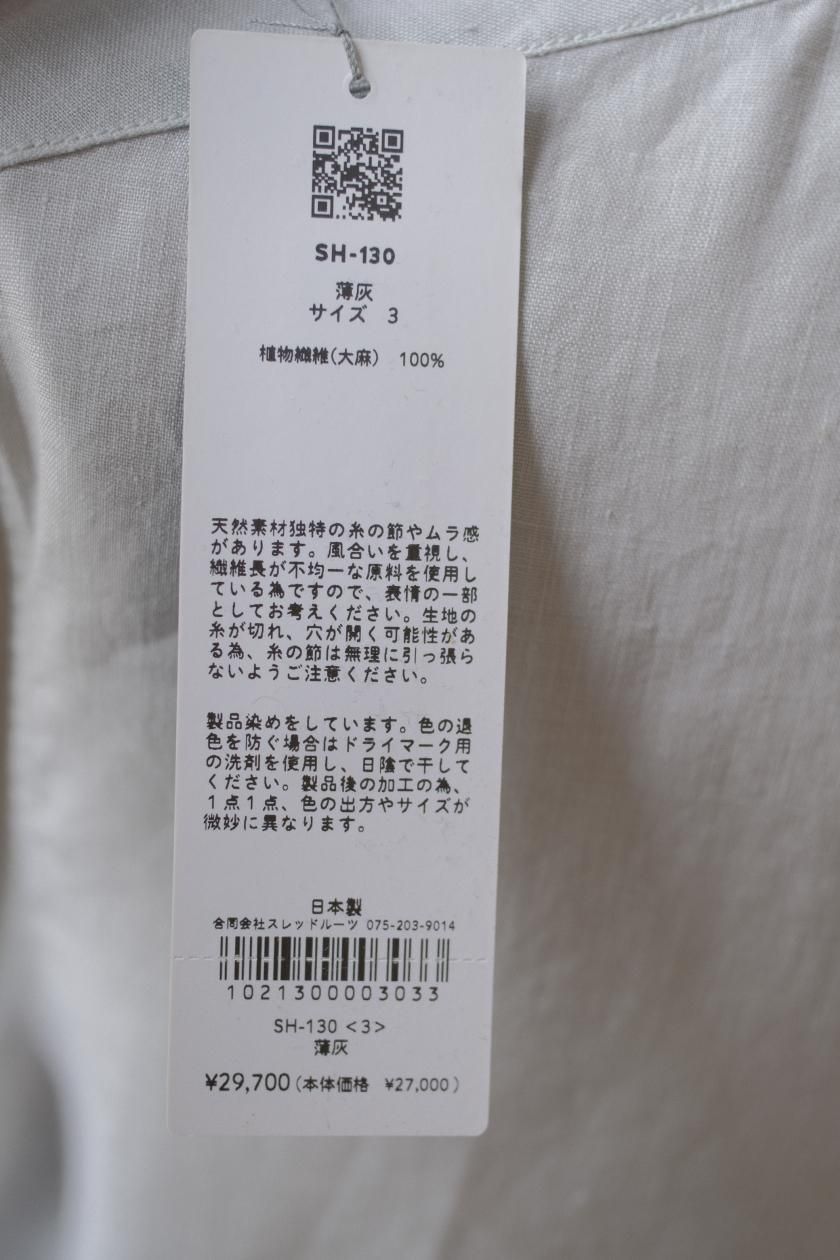 SH-130
薄灰
サイズ 3
植物繊維(大麻) 100%
天然素材独特の糸の節やムラ感
があります。風合いを重視し、
繊維長が不均一な原料を使用し
ている為ですので、表情の一部
としてお考えください。生地の
糸が切れ、穴が開く可能性があ
る為、糸の節は無理に引っ張ら
ないようご注意ください。
製品染めをしています。色の退
色を防ぐ場合はドライマーク用
の洗剤を使用し、日陰で干して
ください。製品後の加工の為、
1点1点、色の出方やサイズが
微妙に異なります。
日本製
合同会社スレッドルーツ 075-203-9014
1021300003033
SH-130 <3>
薄灰
¥29,700(本体価格 ¥27,000)